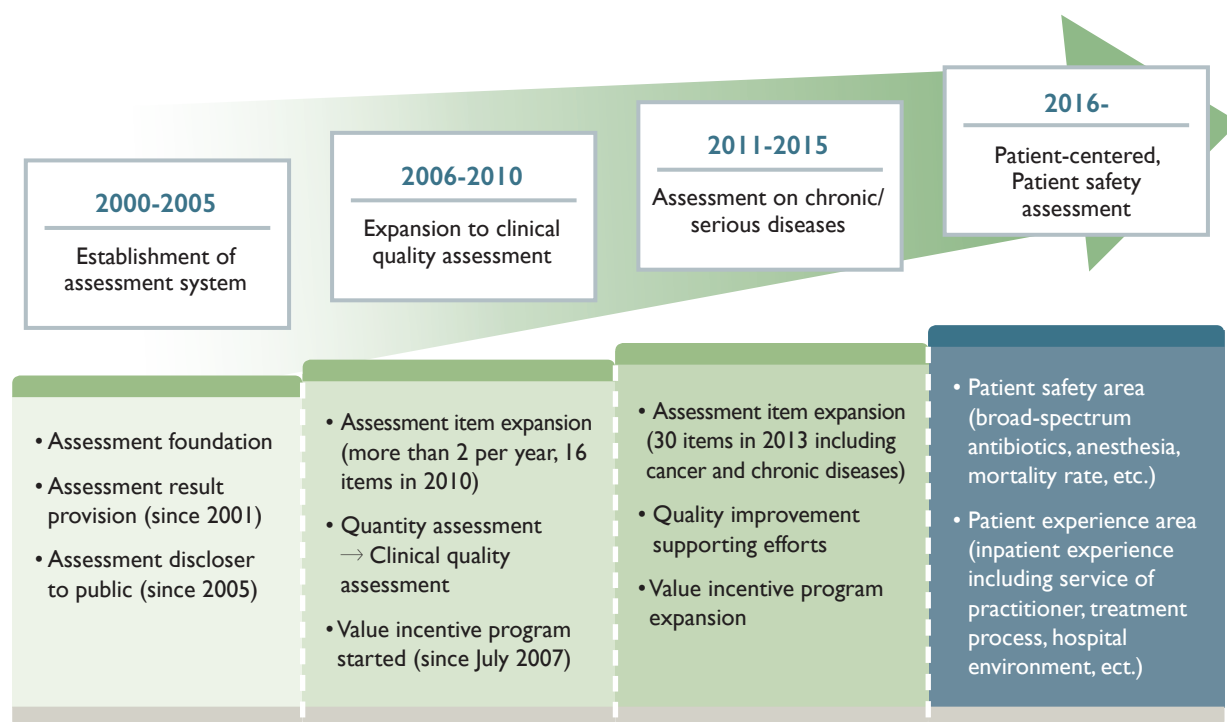 2000-2005
Establishment of
assessment system
2006-2010
Expansion to clinical
quality assessment
2011-2015
Assessment on chronic/
serious diseases
2016-
Patient-centered,
Patient safety
assessment
• Assessment foundation
• Assessment result
provision (since 2001)
• Assessment discloser
to public (since 2005)
• Assessment item expansion
(more than 2 per year, 16
items in 2010)
• Quantity assessment
→ Clinical quality
assessment
• Value incentive program
started (since July 2007)
• Assessment item expansion
(30 items in 2013 including
cancer and chronic diseases)
• Quality improvement
supporting efforts
• Value incentive program
expansion
• Patient safety area
(broad-spectrum
antibiotics, anesthesia,
mortality rate, etc.)
• Patient experience area
(inpatient experience
including service of
practitioner, treatment
process, hospital
environment, ect.)